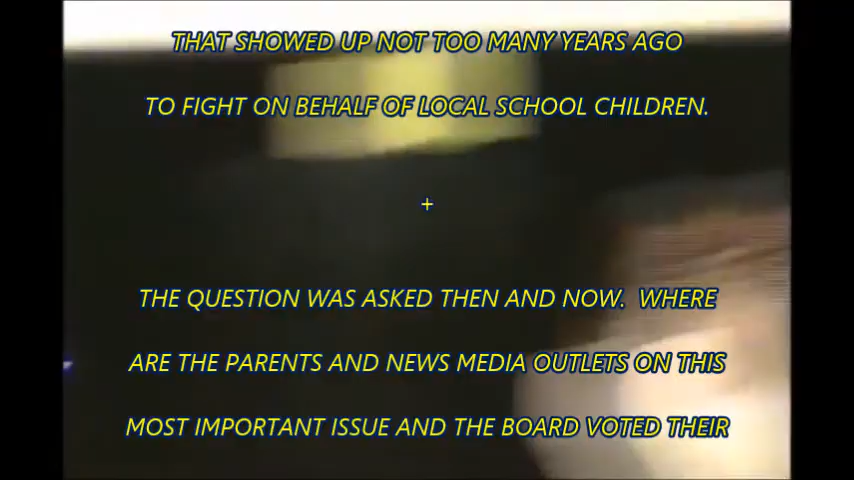 THAT SHOWED UP NOT TOO MANY YEARS AGO
TO FIGHT ON BEHALF OF LOCAL SCHOOL CHILDREN.
+
THE QUESTION WAS ASKED THEN AND NOW.  WHERE
ARE THE PARENTS AND NEWS MEDIA OUTLETS ON THIS
MOST IMPORTANT ISSUE AND THE BOARD VOTED THEIR